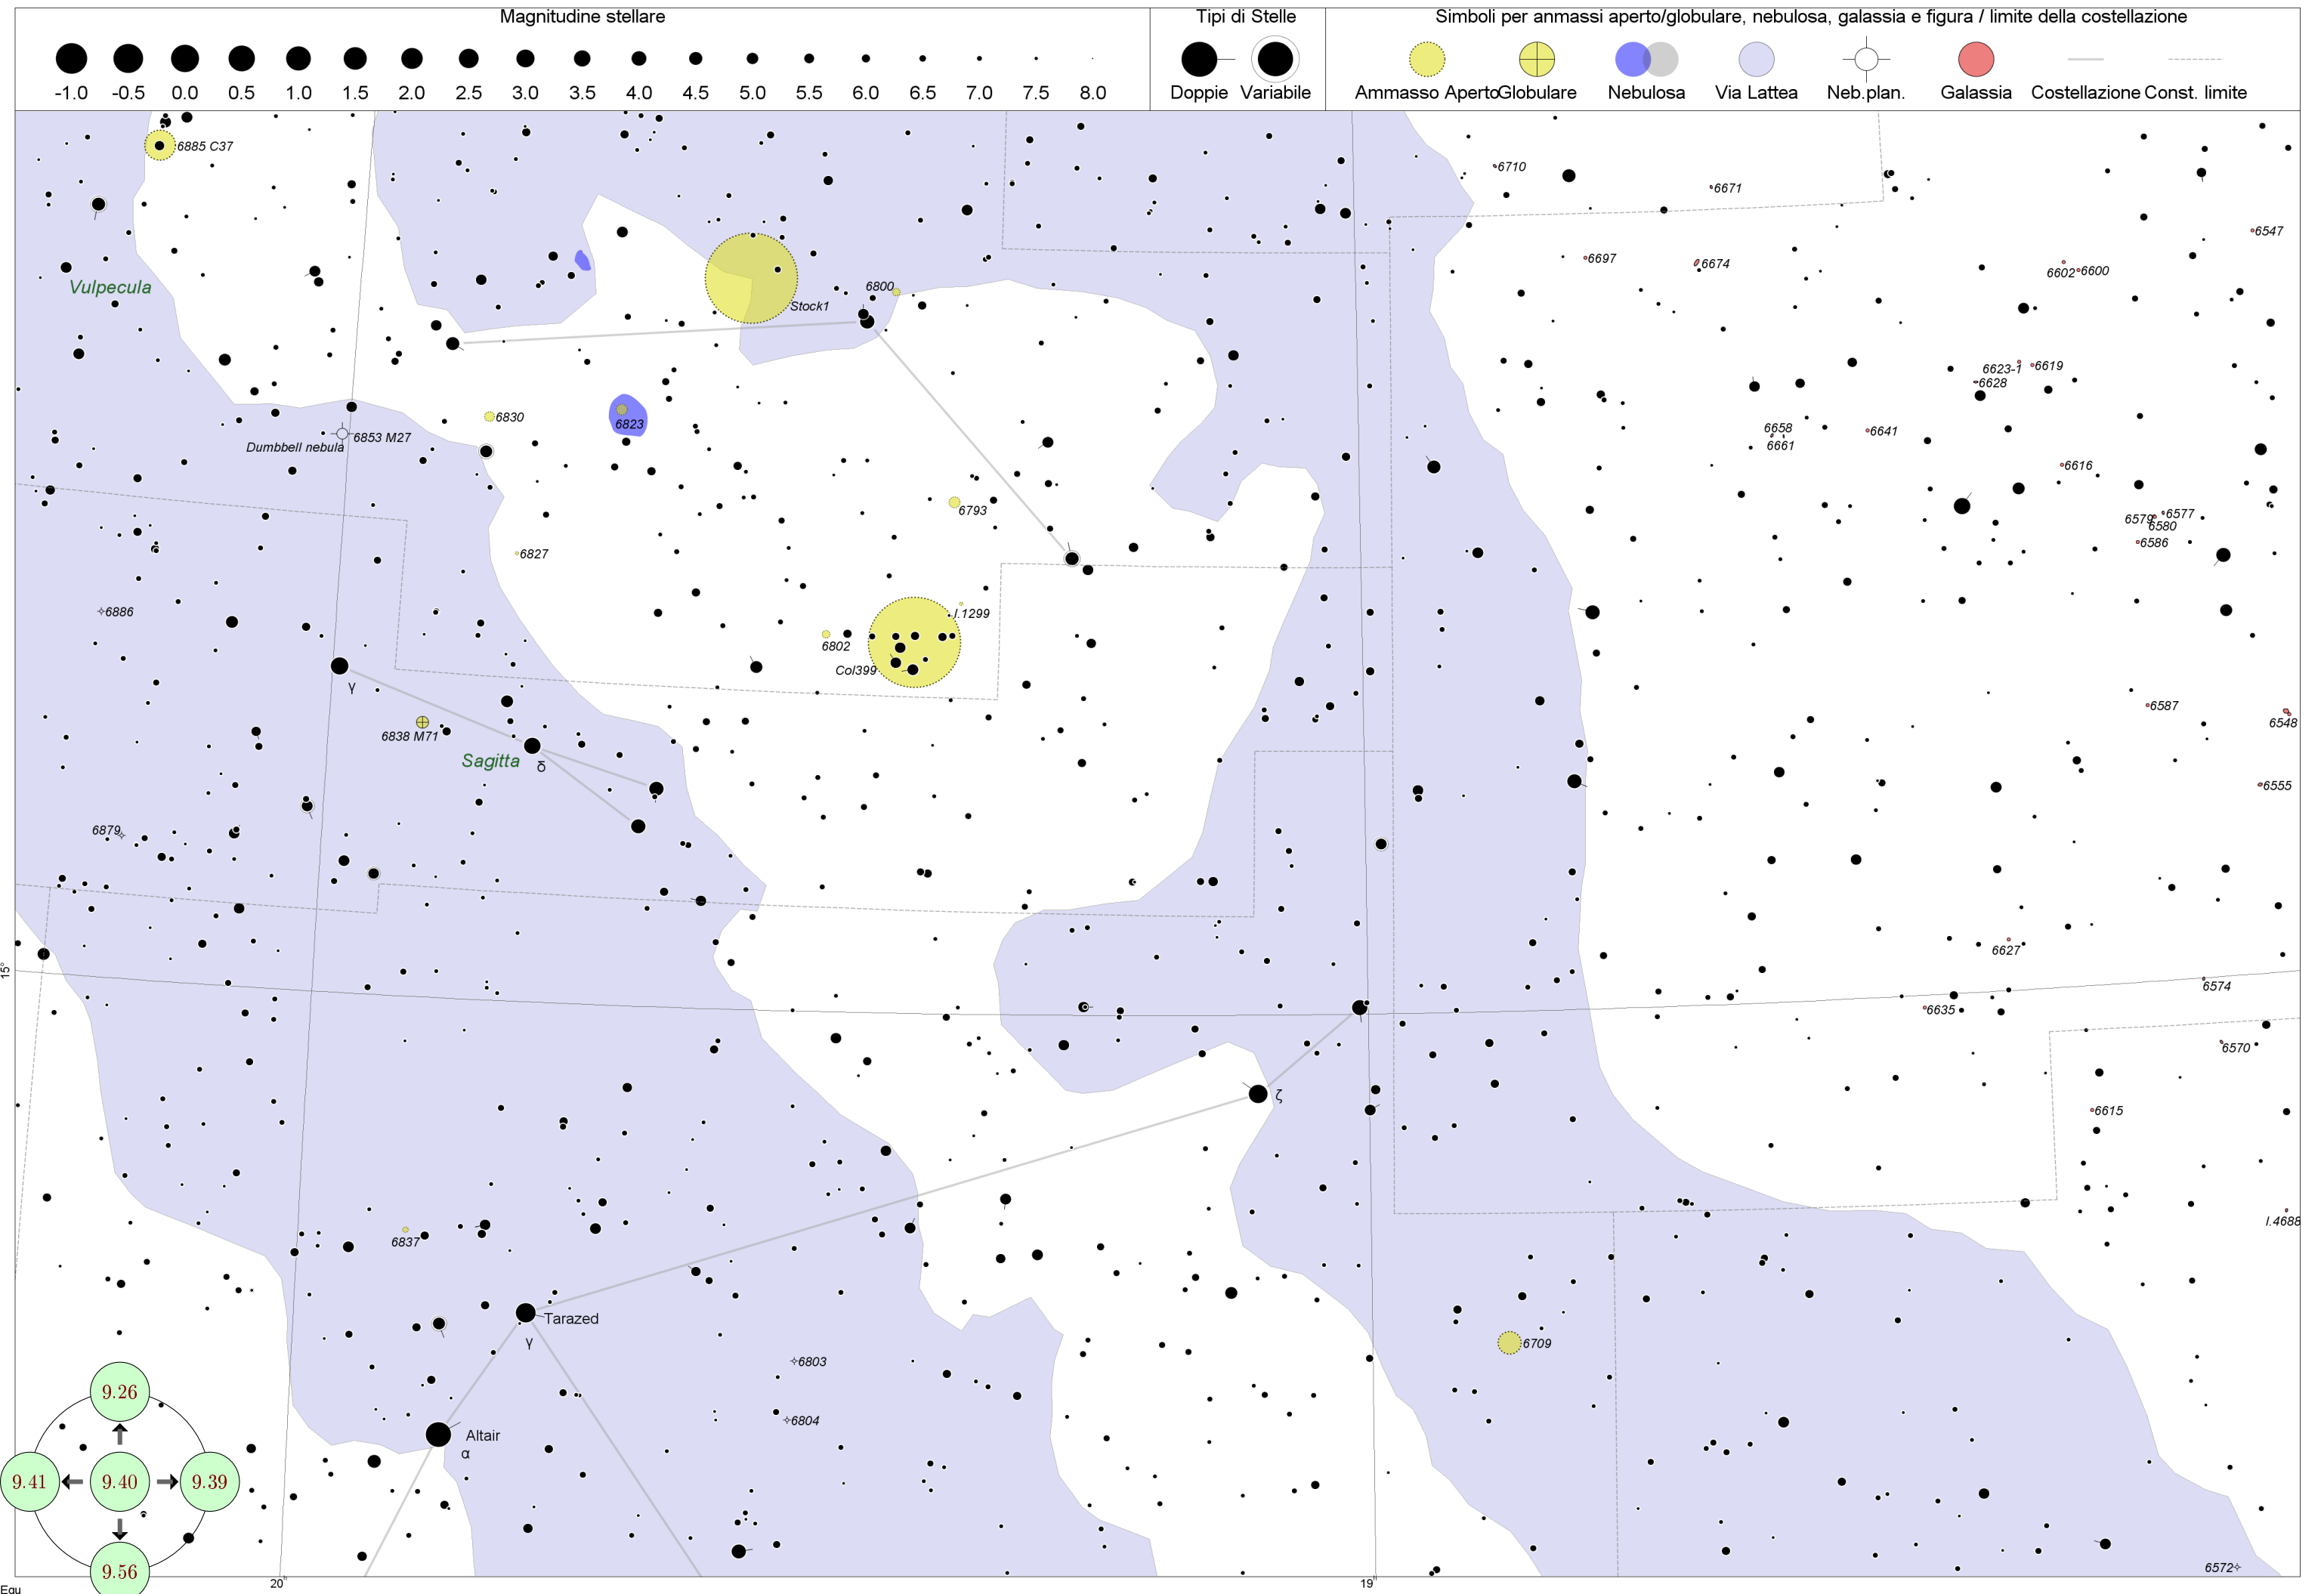 Magnitudine stellare
Tipi di Stelle
Simboli per anmassi aperto/globulare, nebulosa, galassia e figura / limite della costellazione
-1.0 -0.5 0.0 0.5 1.0 1.5 2.0 2.5 3.0 3.5 4.0 4.5 5.0 5.5 6.0 6.5 7.0 7.5 8.0
Doppie Variabile
Ammasso Aperto Globulare Nebulosa Via Lattea Neb.plan. Galassia Costellazione Const. limite
6885 C37
6710
6671
6547
6697
6674
6602 6600
Vulpecula
6800
Stock1
6623-1 6619
6628
6830
6823
6658
6641
6661
Dumbbell nebula
6853 M27
6616
6793
6577
6579
6580
6586
6827
6886
I.1299
6802
Col399
γ
6587
6548
6838 M71
Sagitta
δ
6555
6879
6627
15°
6574
6635
6570
ζ
6615
I.4688
6837
Tarazed
γ
6709
6803
9.26
6804
Altair
α
9.41
9.40
9.39
9.56
6572
20h
19h
Equ